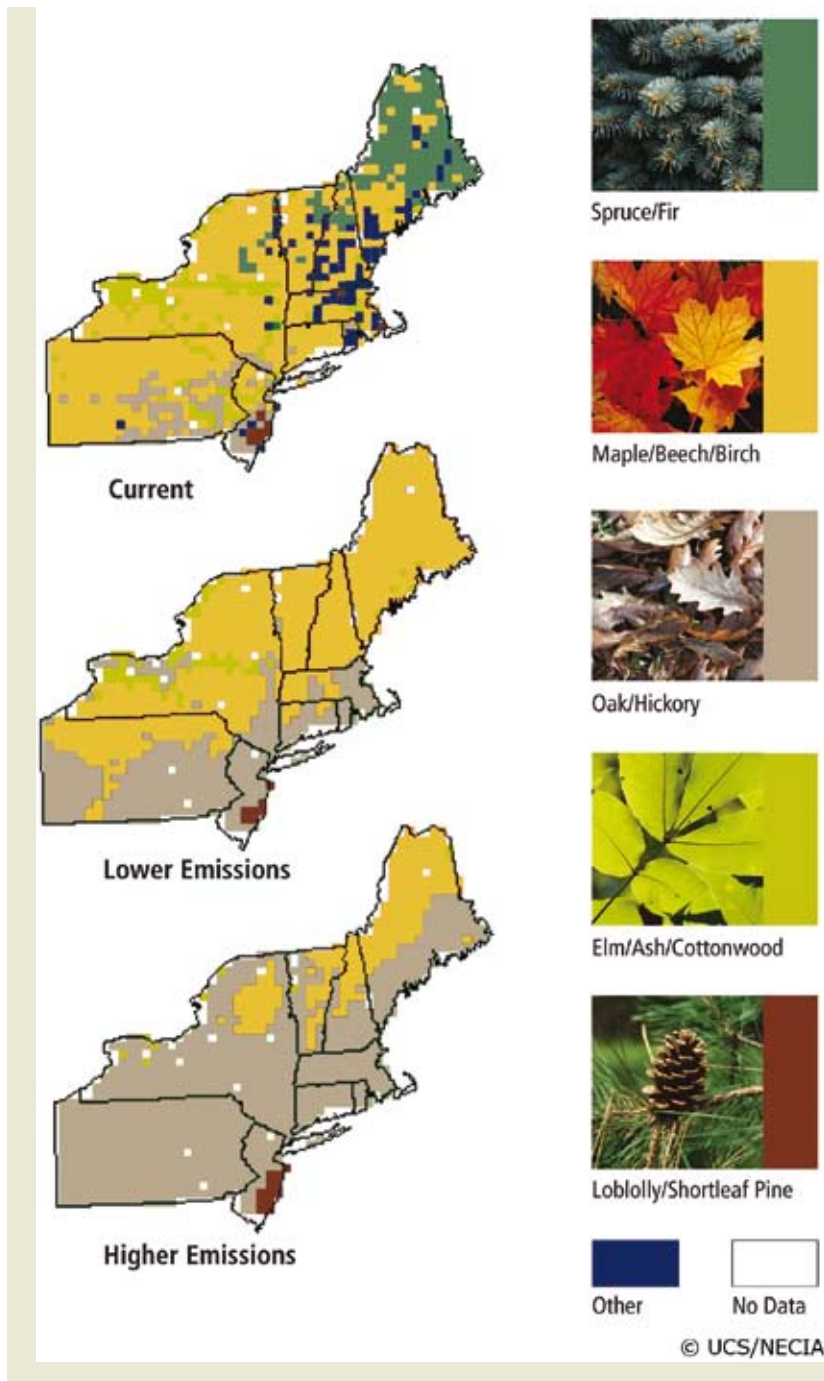 Spruce/Fir
Maple/Beech/Birch
Current
Oak/Hickory
Lower Emissions
Elm/Ash/Cottonwood
Loblolly/Shortleaf Pine
Higher Emissions
Other
No Data
© UCS/NECIA